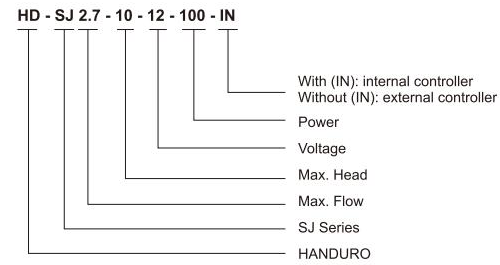 HD - SJ 2.7 - 10 - 12 - 100 - IN
With (IN): internal controller
Without (IN): external controller
Power
Voltage
Max. Head
Max. Flow
SJ Series
HANDURO